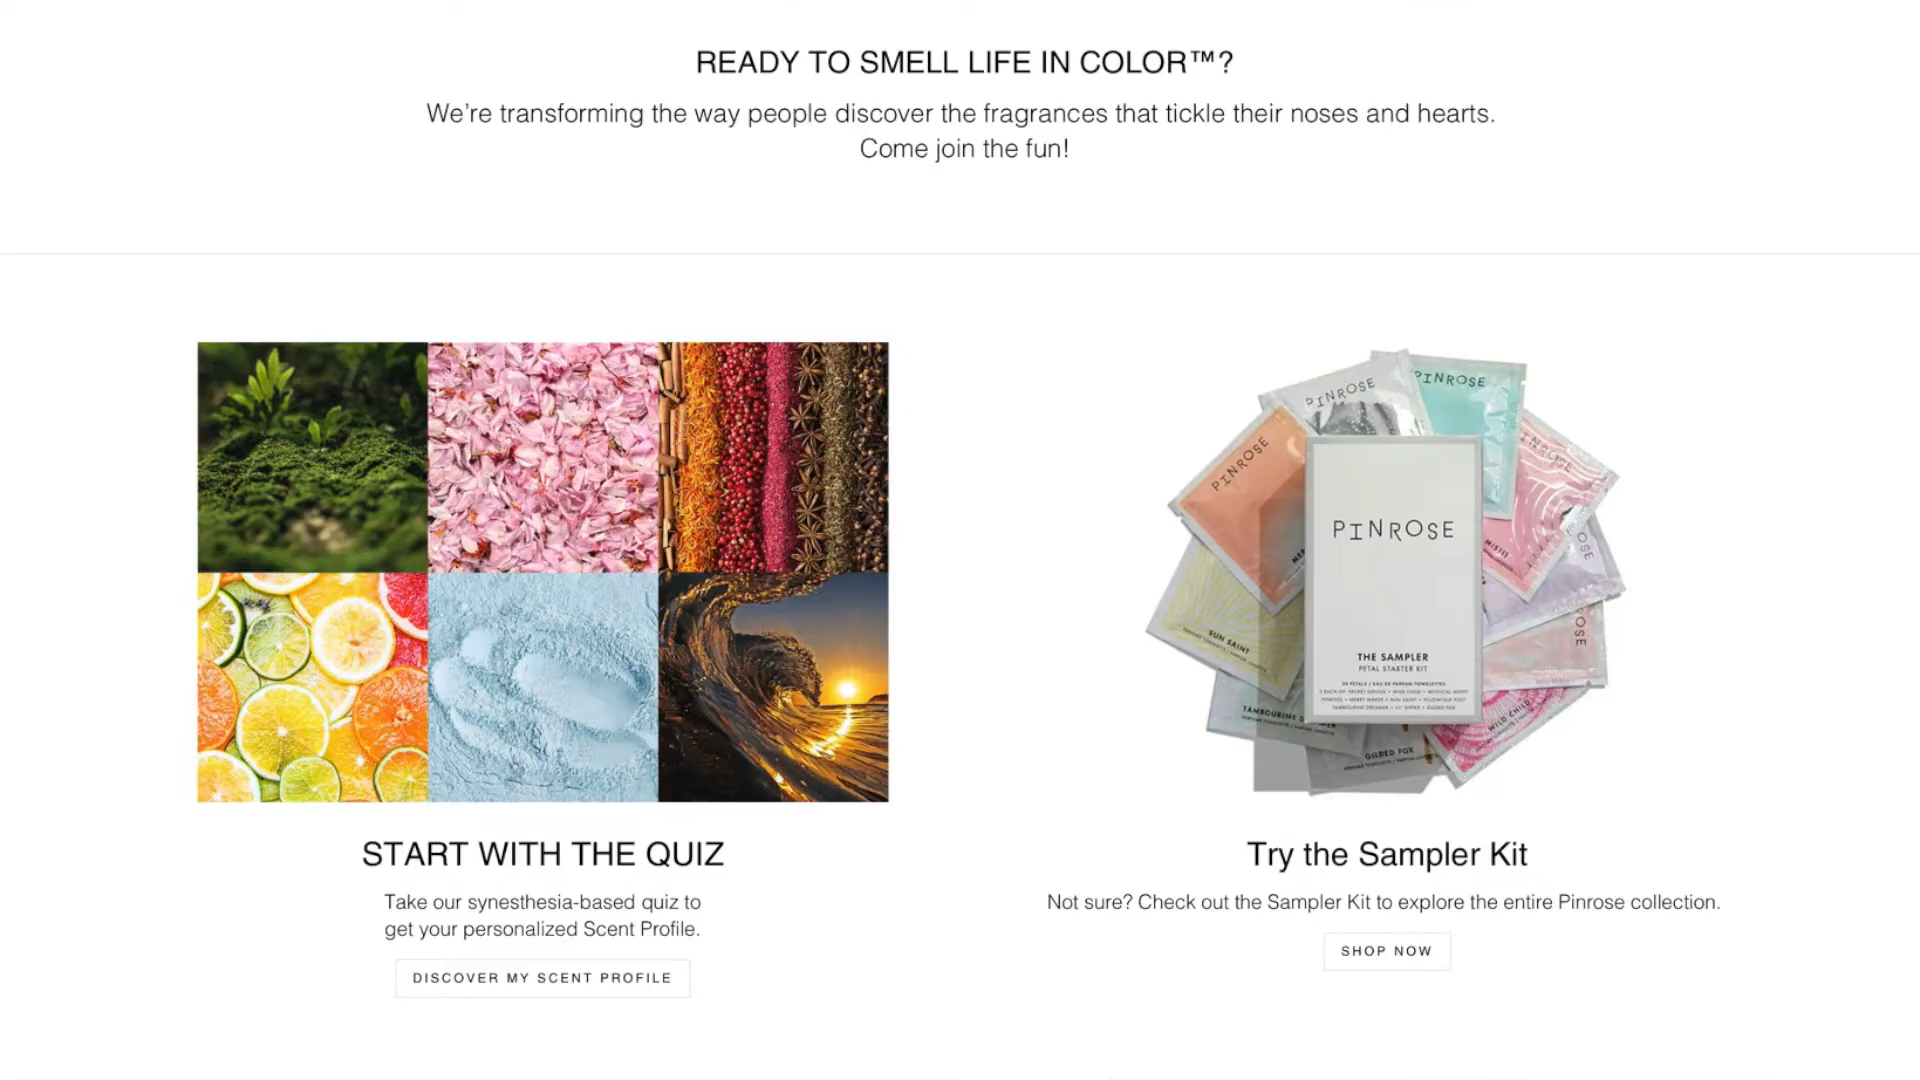 READY TO SMELL LIFE IN COLOR™?
We're transforming the way people discover the fragrances that tickle their noses and hearts.
Come join the fun!
PINROSE
PINROSE
PINROSE
PINROSE
PINROSE
MISFIT
OSE
OSE
SUN SAINT
TAMBOURINE
GILDED FOX
WILD CHILD
THE SAMPLER
PETAL STARTER KIT
START WITH THE QUIZ
Take our synesthesia-based quiz to
get your personalized Scent Profile.
DISCOVER MY SCENT PROFILE
Try the Sampler Kit
Not sure? Check out the Sampler Kit to explore the entire Pinrose collection.
SHOP NOW